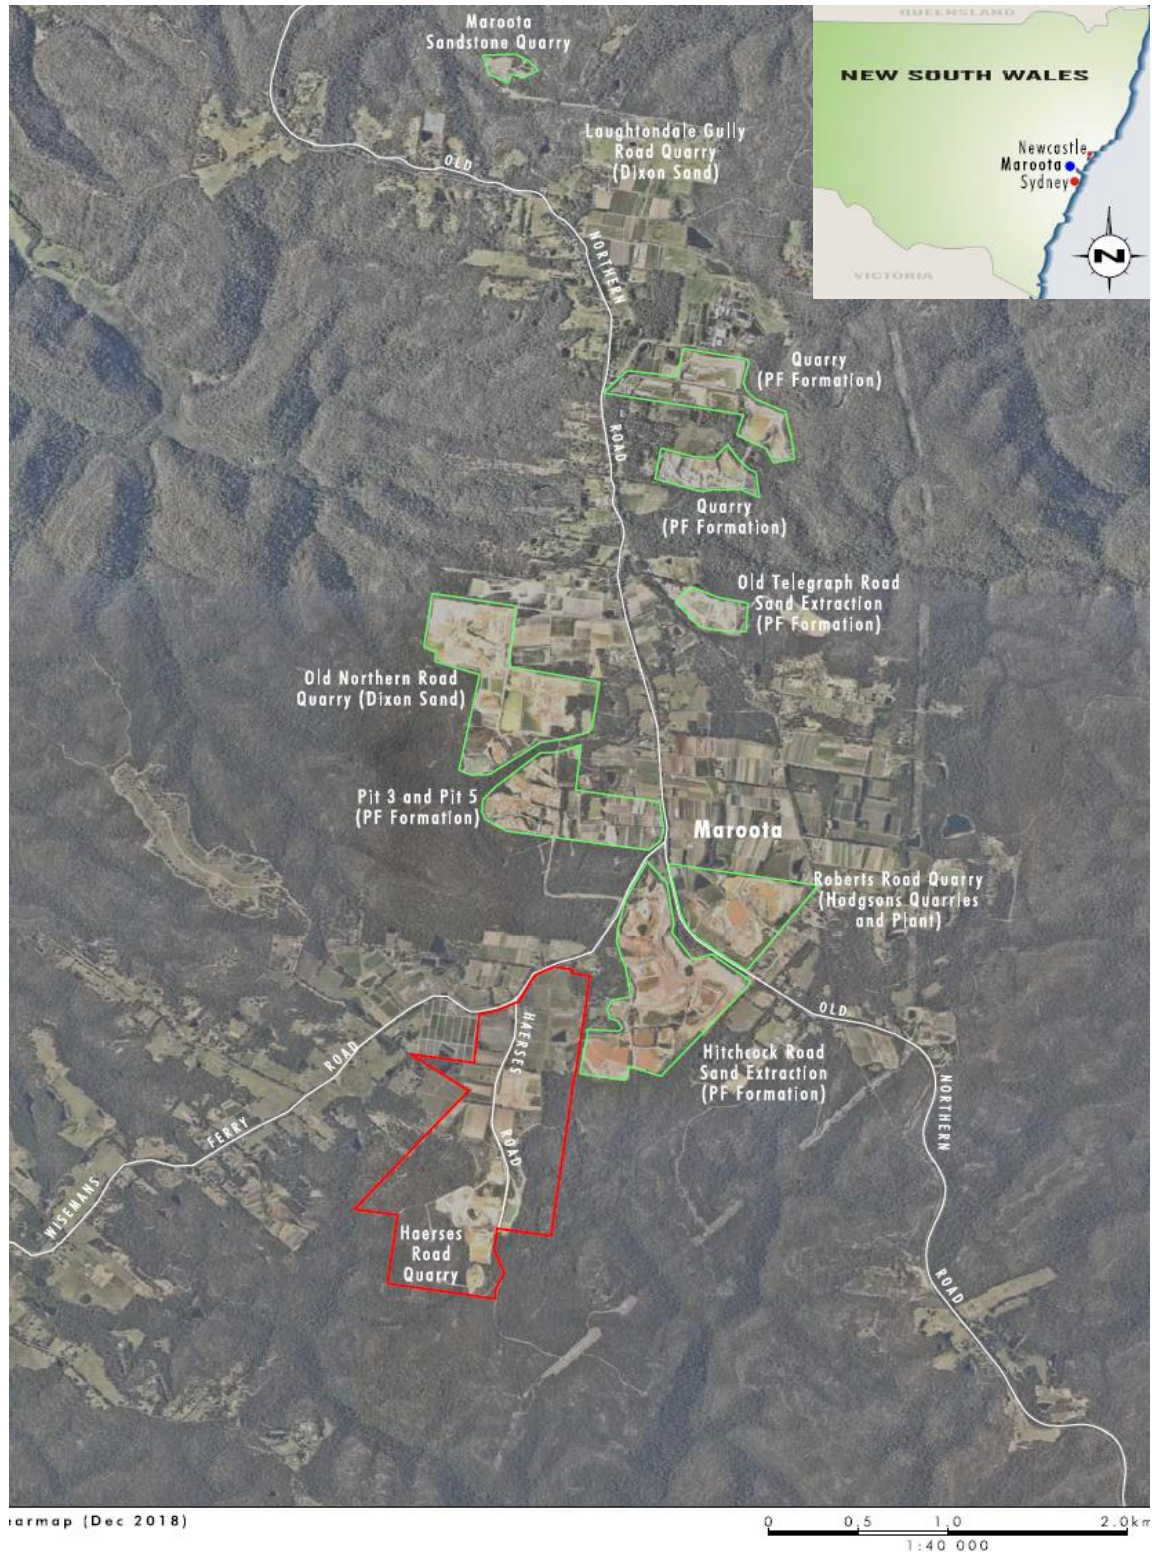 Maroota
Sandstone Quarry
QUEENSLAND
NEW SOUTH WALES
Newcastle
Maroota
Sydney
N
VICTORIA
Laughtondale Gully
Road Quarry
(Dixon Sand)
OLD
NORTHERN
ROAD
Quarry
(PF Formation)
Quarry
(PF Formation)
Old Telegraph Road
Sand Extraction
(PF Formation)
Old Northern Road
Quarry (Dixon Sand)
Pit 3 and Pit 5
(PF Formation)
Maroota
Roberts Road Quarry
(Hodgsons Quarries
and Plant)
OLD
NORTHERN
ROAD
HAERSES
ROAD
Hitchcock Road
Sand Extraction
(PF Formation)
WISEMANS
FERRY
ROAD
Haerses
Road
Quarry
earmap (Dec 2018)
0 0.5 1.0 2.0km
1:40 000